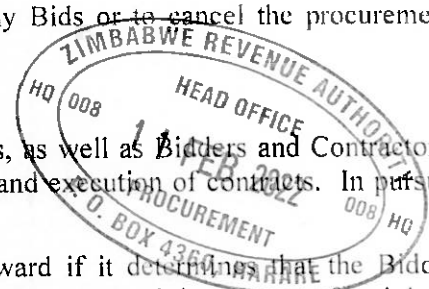 ny Bids or to cancel the procureme
ZIMBABWE REVENUE AUTHORITY
HQ 008
HEAD OFFICE
s, as well as Bidders and Contracto
FEB 2022
and execution of contracts. In purs
PROCUREMENT
008 HQ
P. O. BOX 4360, HARARE
ward if it determines that the Bidd